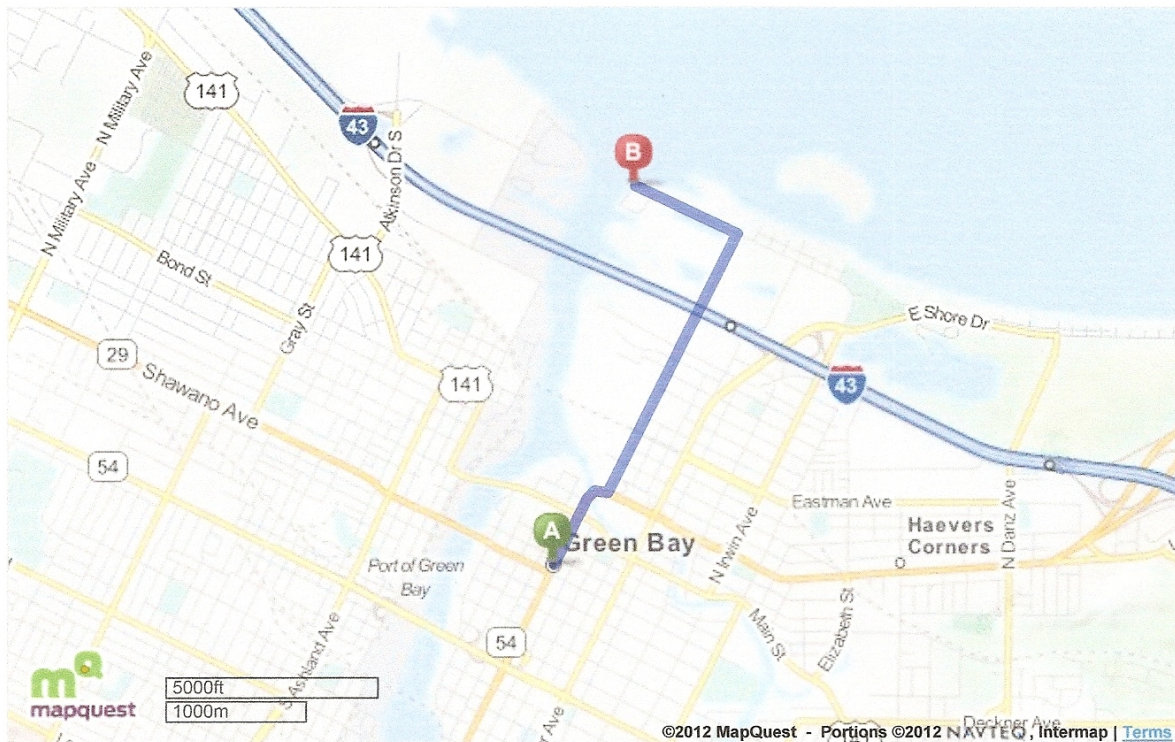 141
N Military Ave
N Military Ave
43
B
Atkinson Dr S
141
Bond St
Gray St
E Shore Dr
29
Shawano Ave
141
43
54
Eastman Ave
N Irwin Ave
Haevers
Corners
N Danz Ave
A
Green Bay
Port of Green
Bay
Elizabeth St
Main St
54
S Ashland Ave
mapquest
5000ft
1000m
Deckner Ave
141
©2012 MapQuest - Portions ©2012 NAVTEQ, Intermap | Terms